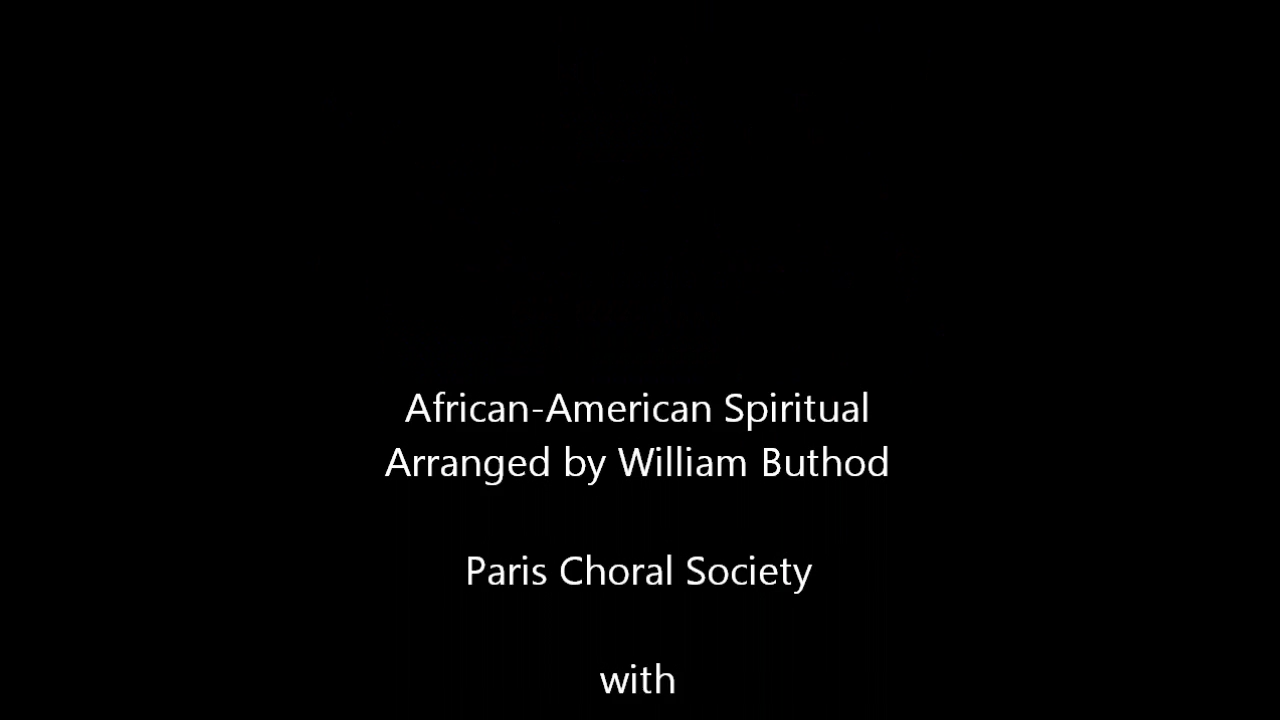 African-American Spiritual
Arranged by William Buthod
Paris Choral Society
with